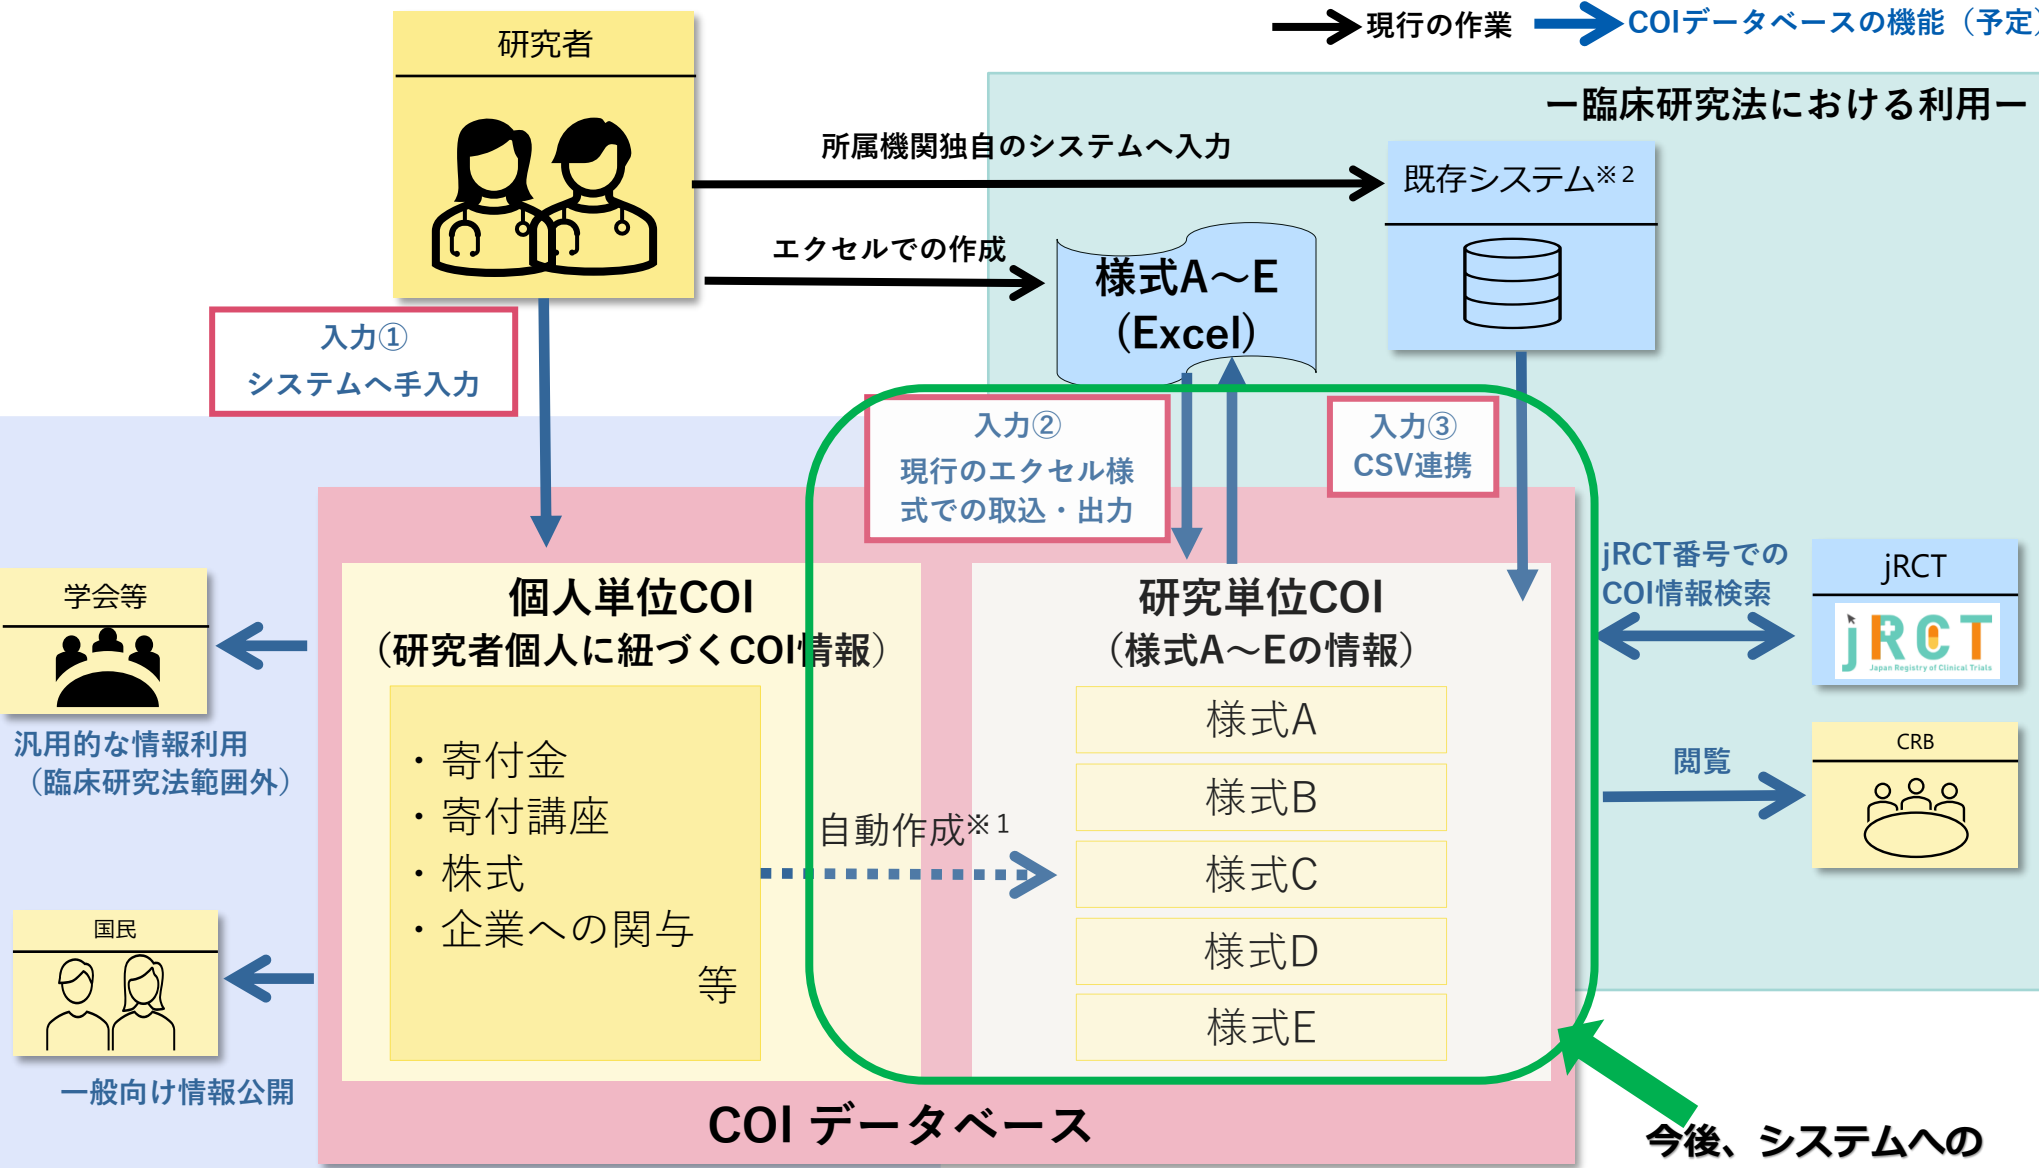 現行の作業
COIデータベースの機能（予定）
研究者
ー臨床研究法における利用ー
所属機関独自のシステムへ入力
既存システム※2
エクセルでの作成
様式A～E
（Excel）
入力①
システムへ手入力
入力②
現行のエクセル様
式での取込・出力
入力③
CSV連携
jRCT番号での
COI情報検索
jRCT
jRCT
Japan Registry of Clinical Trials
学会等
汎用的な情報利用
（臨床研究法範囲外）
個人単位COI
（研究者個人に紐づくCOI情報）
・寄付金
・寄付講座
・株式
・企業への関与
等
自動作成※1
研究単位COI
（様式A～Eの情報）
様式A
様式B
様式C
様式D
様式E
閲覧
CRB
国民
一般向け情報公開
COI データベース
今後、システムへの